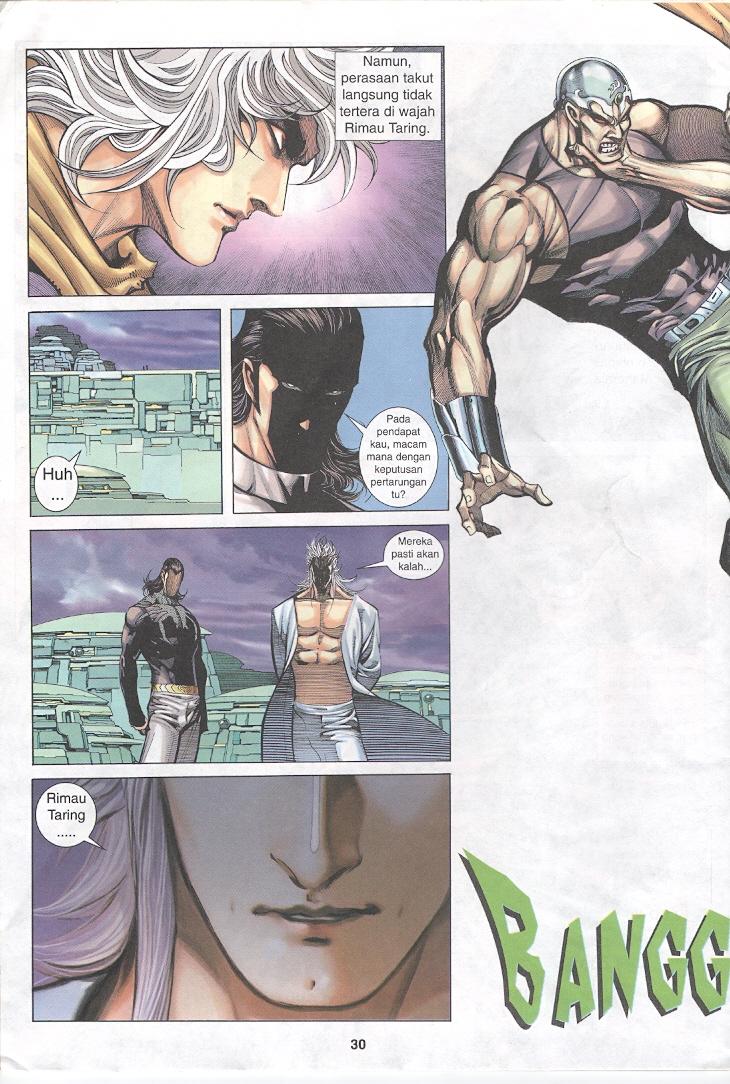 Namun,
perasaan takut
langsung tidak
tertera di wajah
Rimau Taring.
Huh
...
Pada
pendapat
kau, macam
mana dengan
keputusan
pertarungan
tu?
Mereka
pasti akan
kalah...
Rimau
Taring
.....
BANGG
30